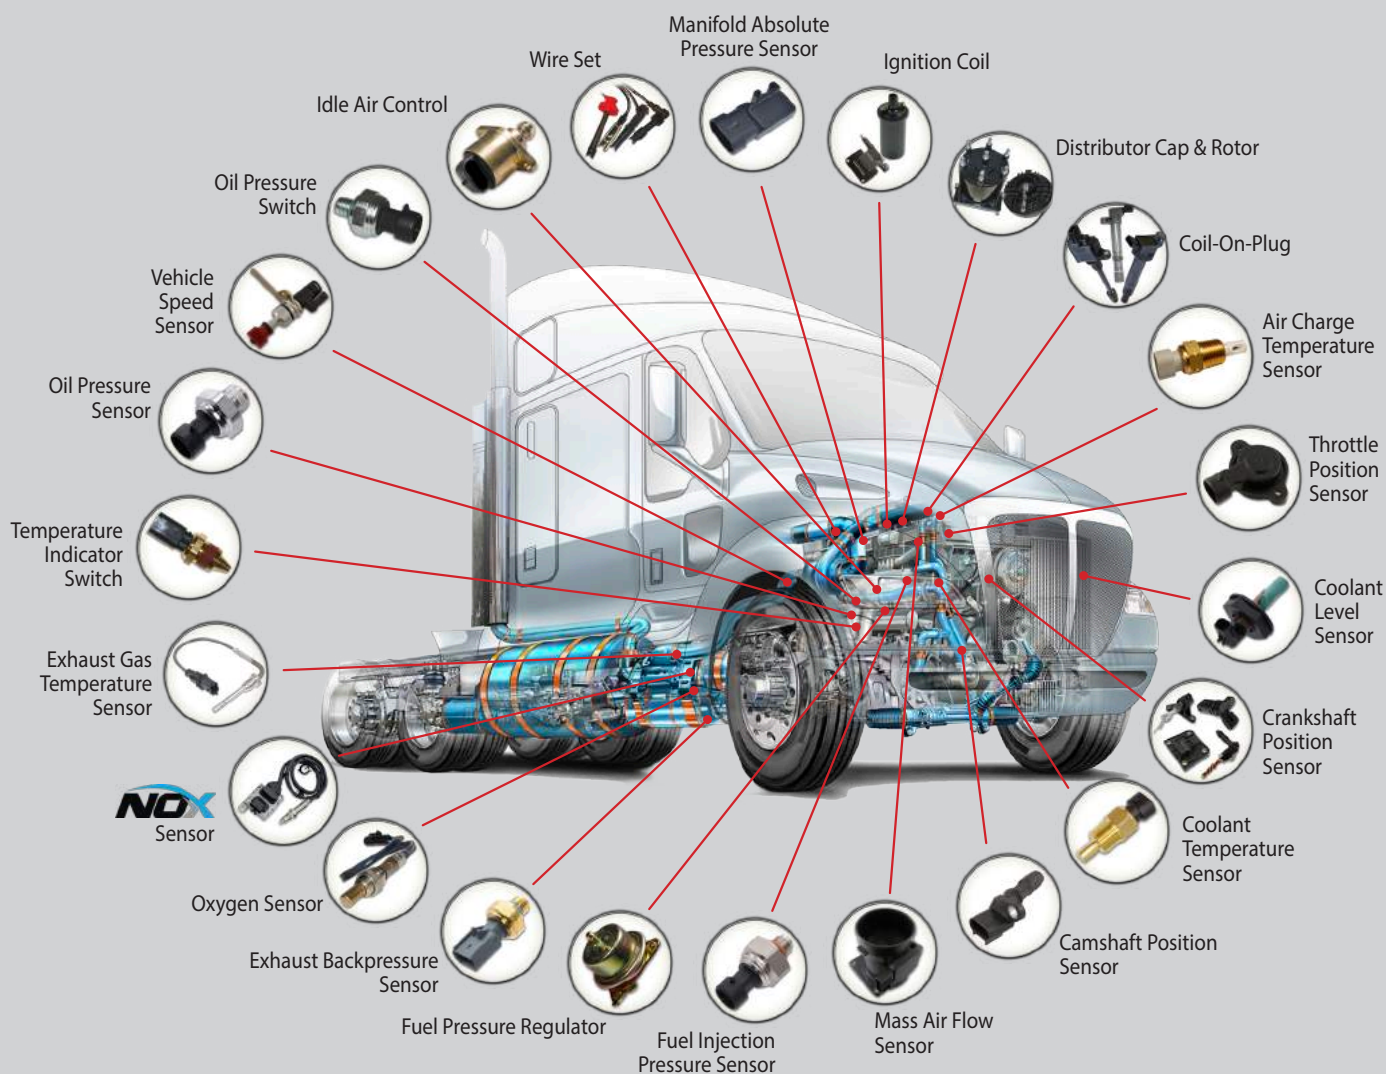 Manifold Absolute
Pressure Sensor
Wire Set
Ignition Coil
Idle Air Control
Distributor Cap & Rotor
Oil Pressure
Switch
Coil-On-Plug
Vehicle
Speed
Sensor
Air Charge
Temperature
Sensor
Oil Pressure
Sensor
Throttle
Position
Sensor
Temperature
Indicator
Switch
Coolant
Level
Sensor
Exhaust Gas
Temperature
Sensor
Crankshaft
Position
Sensor
NOX
Sensor
Coolant
Temperature
Sensor
Oxygen Sensor
Camshaft Position
Sensor
Exhaust Backpressure
Sensor
Fuel Pressure Regulator
Mass Air Flow
Sensor
Fuel Injection
Pressure Sensor